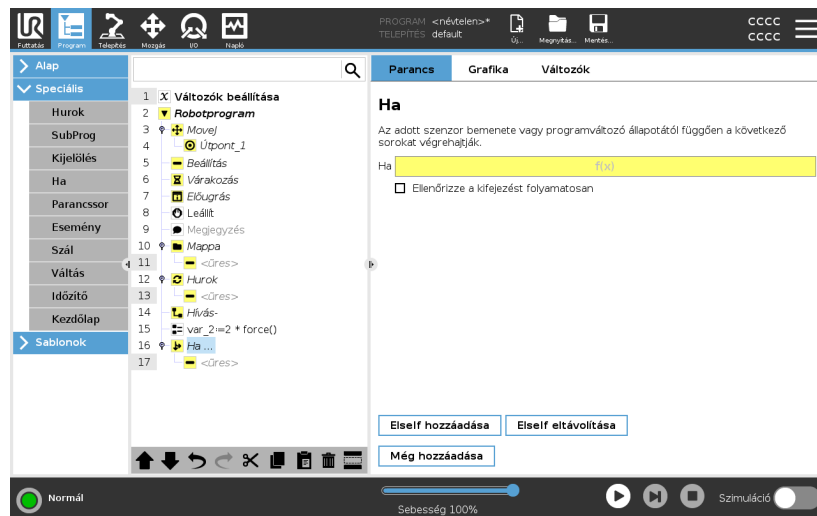 UR
Futtatás
Program
Telepítés
Mozgás
I/O
Napló
PROGRAM <névtelen>*
TELEPÍTÉS default
Új...
Megnyitás...
Mentés...
CCCC
CCCC
Alap
Speciális
Hurok
SubProg
Kijelölés
Ha
Parancssor
Esemény
Szál
Váltás
Időzítő
Kezdőlap
Sablonok
1 X Változók beállítása
2 Robotprogram
3 MoveJ
4 Útpont_1
5 Beállítás
6 Várakozás
7 Előugrás
8 Leállít
9 Megjegyzés
10 Mappa
11 <üres>
12 Hurok
13 <üres>
14 Hívás-
15 var_2:=2 * force()
16 Ha ...
17 <üres>
Parancs
Grafika
Változók
Ha
Az adott szenzor bemenete vagy programváltozó állapotától függően a következő
sorokat végrehajtják.
Ha f(x)
Ellenőrizze a kifejezést folyamatosan
Elself hozzáadása
Elself eltávolítása
Még hozzáadása
Normál
Sebesség 100%
Szimuláció